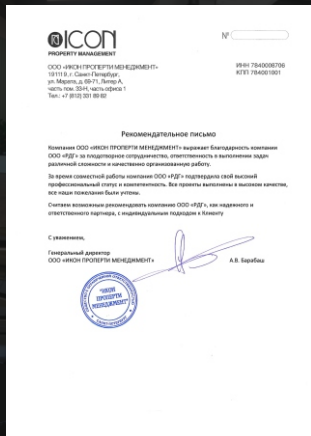 ICON
PROPERTY MANAGEMENT
№
ООО «ИКОН ПРОПЕРТИ МЕНЕДЖМЕНТ»
191119, г. Санкт-Петербург,
ул. Марата, д. 69-71, Литер А,
часть пом. 33-Н, часть офиса 1
Тел.: +7 (812) 331 89 82
ИНН 7840006706
КПП 784001001
Рекомендательное письмо
Компания ООО «ИКОН ПРОПЕРТИ МЕНЕДЖМЕНТ» выражает благодарность компании
ООО «РДГ» за плодотворное сотрудничество, ответственность в выполнении задач
различной сложности и качественно организованную работу.
За время совместной работы компания ООО «РДГ» подтвердила свой высокий
профессиональный статус и компетентность. Все проекты выполнены в высоком качестве,
все наши пожелания были учтены.
Считаем возможным рекомендовать компанию ООО «РДГ», как надежного и
ответственного партнера, с индивидуальным подходом к Клиенту
С уважением,
Генеральный директор
ООО «ИКОН ПРОПЕРТИ МЕНЕДЖМЕНТ»
А.В. Барабаш
"ИКОН
ПРОПЕРТИ
МЕНЕДЖМЕНТ"